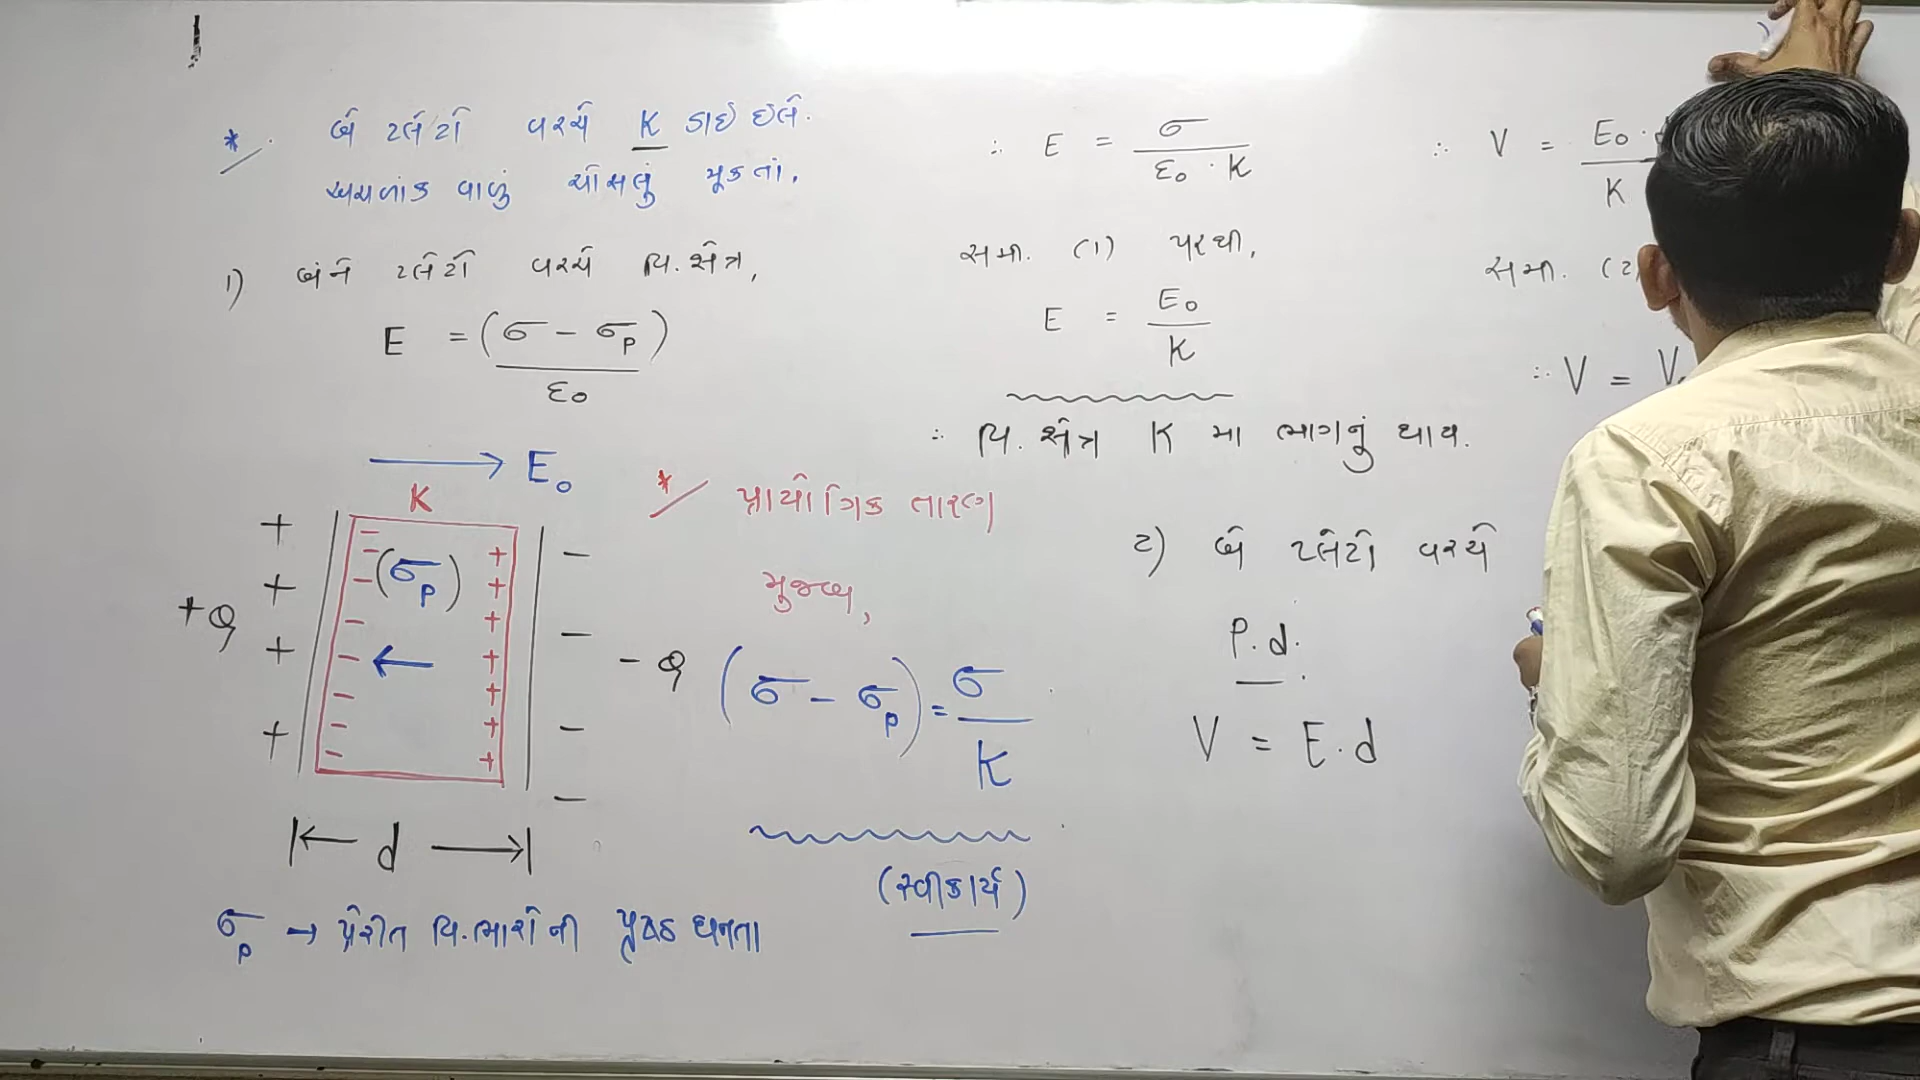 * બે પ્લેટો વચ્ચે K ડાઇ ઇલે.
અચળાંક વાળું ચોસલું મૂકતાં,
1) બંને પ્લેટો વચ્ચે વિ. ક્ષેત્ર,
E = (σ - σp)
ε₀
E₀
K
(σp)
+Q
- Q
d
σp → પ્રેરીત વિ.ભારોની પૃષ્ઠ ઘનતા
* પ્રાયોગિક તારણ
મુજબ,
(σ - σp) = σ
K
(સ્વીકાર્ય)
∴ E = σ
ε₀ · K
સમી. (1) પરથી,
E = E₀
K
∴ વિ. ક્ષેત્ર K મા ભાગનું થાય.
2) બે પ્લેટો વચ્ચે
P.d.
V = E.d
∴ V = E₀ ·
K
સમી. (2)
∴ V = V